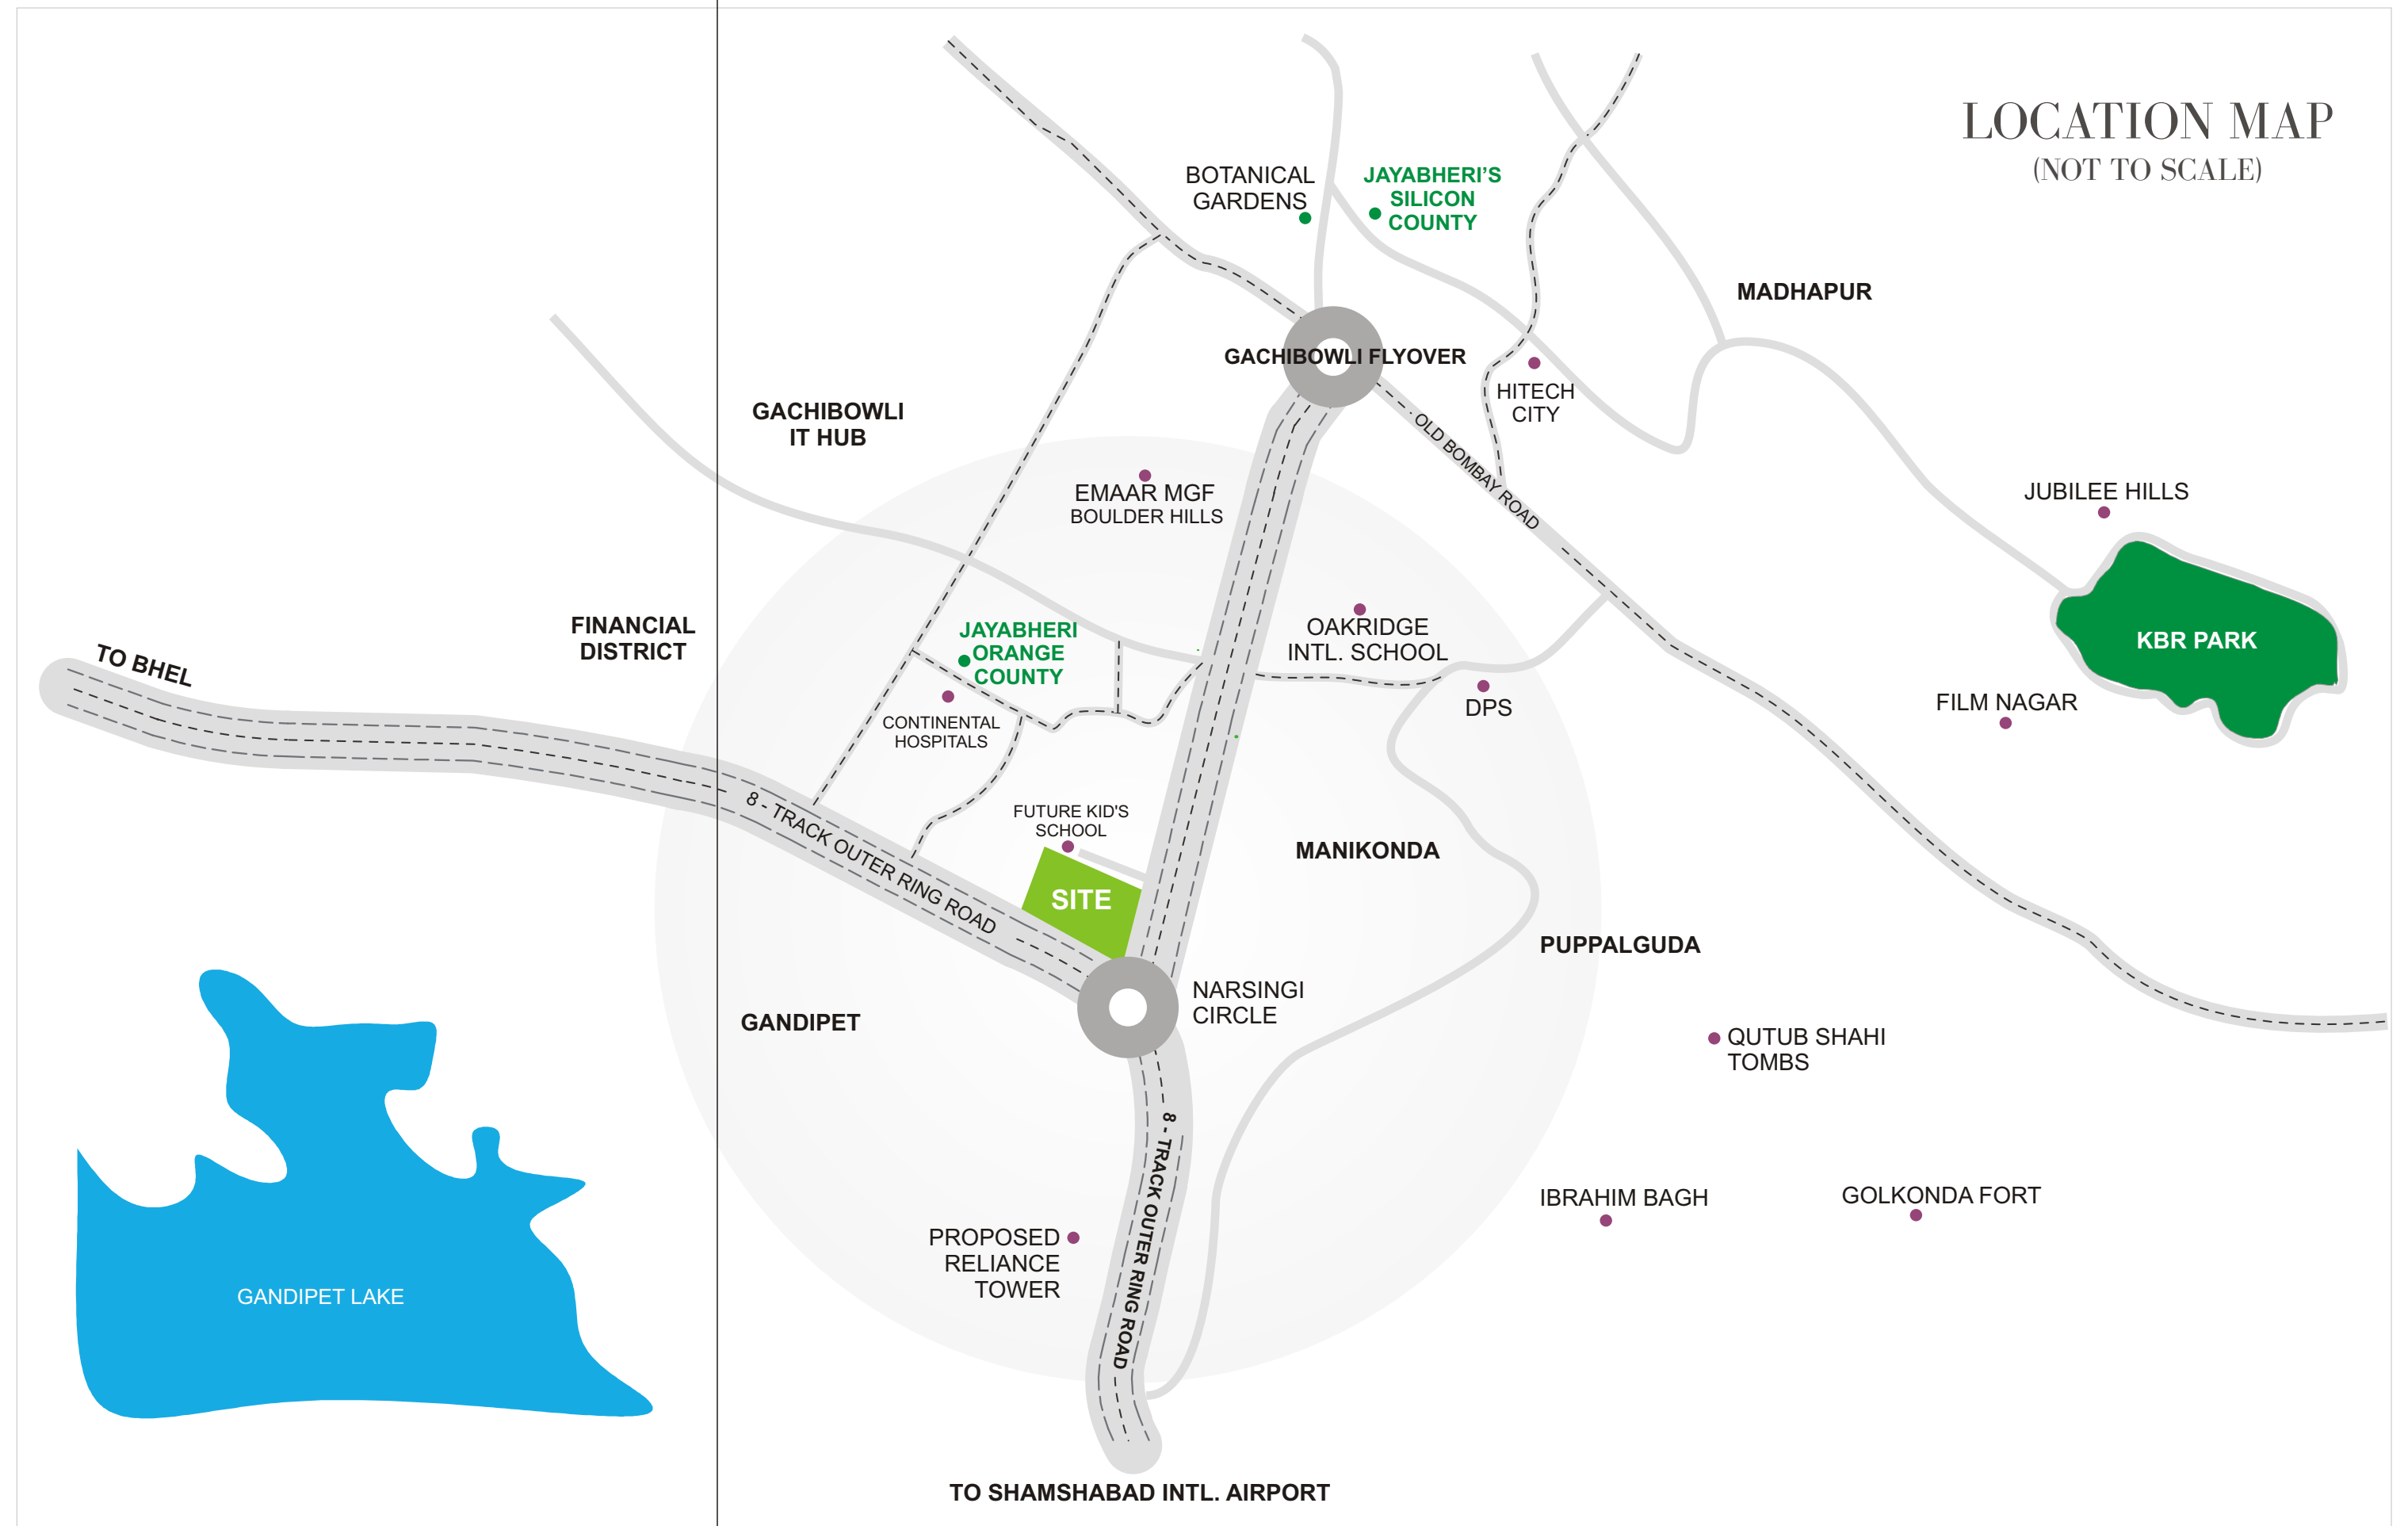 LOCATION MAP
(NOT TO SCALE)
BOTANICAL
GARDENS
JAYABHERI'S
SILICON
COUNTY
MADHAPUR
GACHIBOWLI FLYOVER
HITECH
CITY
GACHIBOWLI
IT HUB
OLD BOMBAY ROAD
EMAAR MGF
BOULDER HILLS
JUBILEE HILLS
FINANCIAL
DISTRICT
JAYABHERI
ORANGE
COUNTY
OAKRIDGE
INTL. SCHOOL
KBR PARK
TO BHEL
CONTINENTAL
HOSPITALS
DPS
FILM NAGAR
8 - TRACK OUTER RING ROAD
FUTURE KID'S
SCHOOL
MANIKONDA
SITE
PUPPALGUDA
NARSINGI
CIRCLE
GANDIPET
QUTUB SHAHI
TOMBS
8 - TRACK OUTER RING ROAD
IBRAHIM BAGH
GOLKONDA FORT
PROPOSED
RELIANCE
TOWER
GANDIPET LAKE
TO SHAMSHABAD INTL. AIRPORT